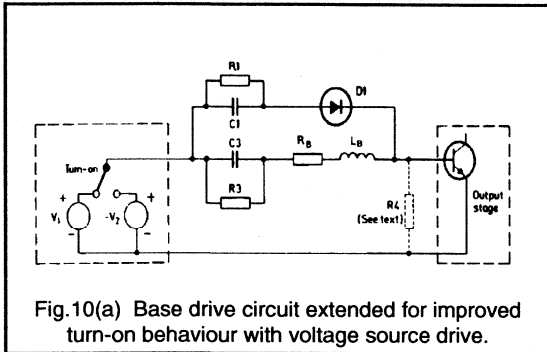 R1
D1
C1
C3
RB
LB
Turn-on
R3
R4
(See text)
Output
stage
+
+
V1
-V2
-
-
Fig.10(a) Base drive circuit extended for improved
turn-on behaviour with voltage source drive.